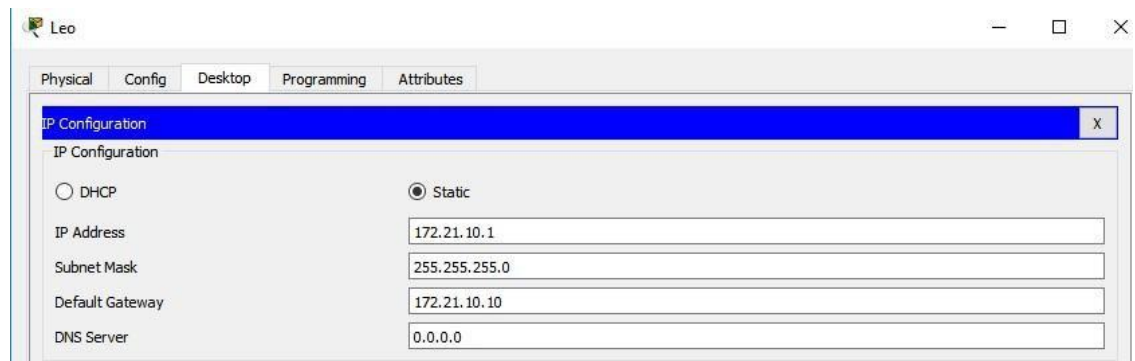 Leo
Physical Config Desktop Programming Attributes
IP Configuration X
IP Configuration
DHCP Static
IP Address 172.21.10.1
Subnet Mask 255.255.255.0
Default Gateway 172.21.10.10
DNS Server 0.0.0.0